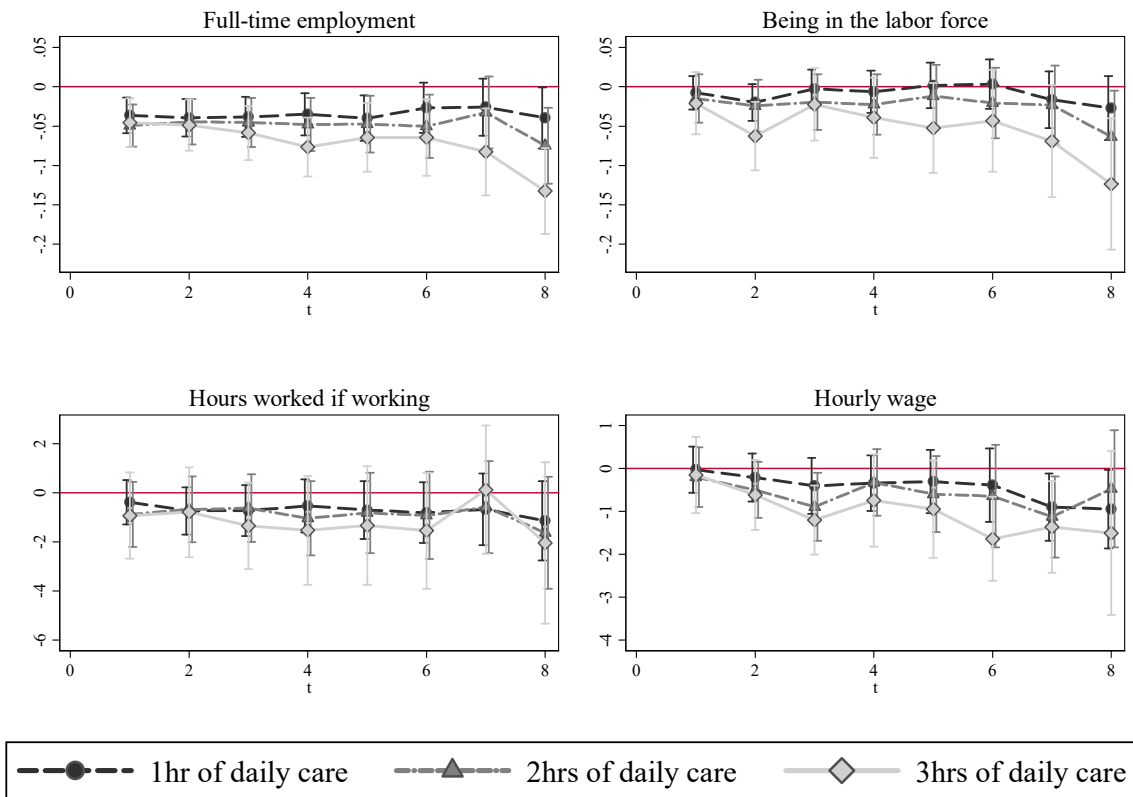 Full-time employment
.05
0
-.05
-.1
-.15
-.2
0 2 4 6 8
t
Being in the labor force
.05
0
-.05
-.1
-.15
-.2
0 2 4 6 8
t
Hours worked if working
2
0
-2
-4
-6
0 2 4 6 8
t
Hourly wage
1
0
-1
-2
-3
-4
0 2 4 6 8
t
1hr of daily care 2hrs of daily care 3hrs of daily care